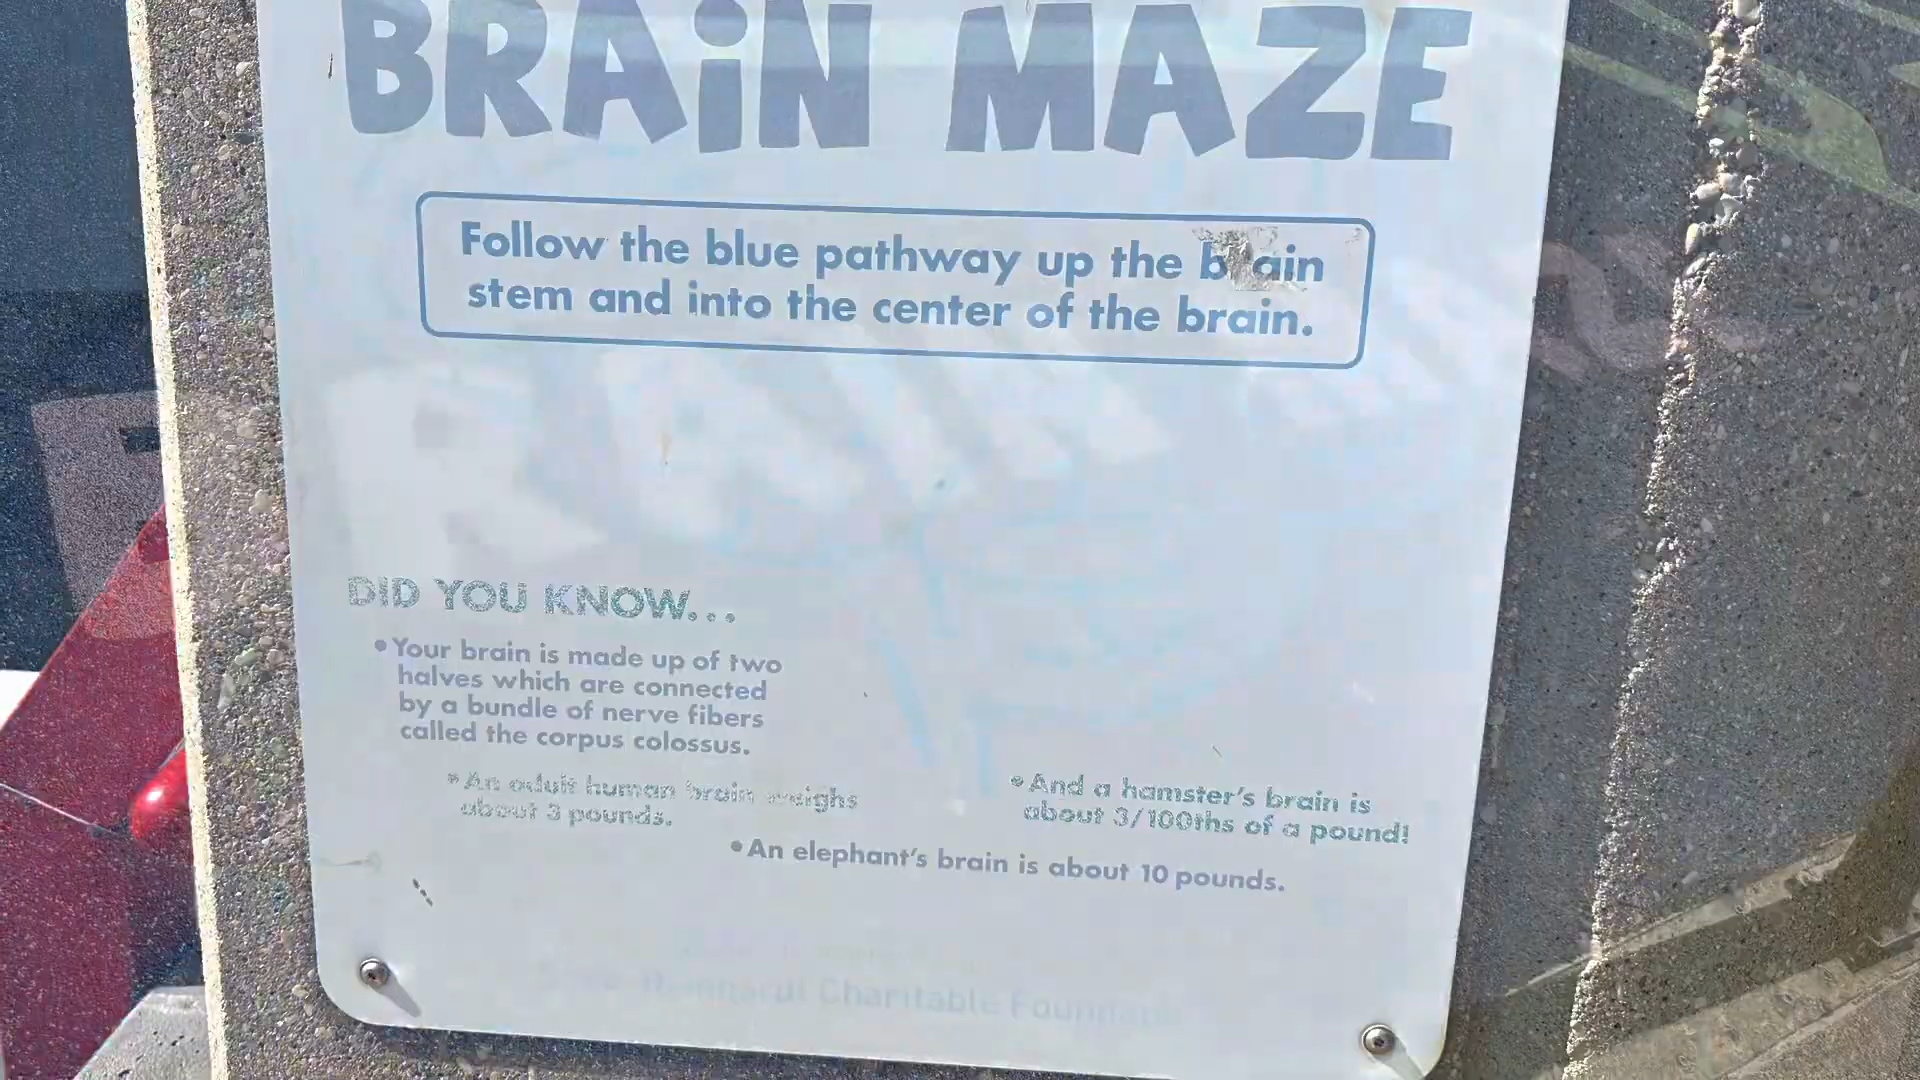 BRAiN MAZE
Follow the blue pathway up the brain
stem and into the center of the brain.
DID YOU KNOW...
• Your brain is made up of two
halves which are connected
by a bundle of nerve fibers
called the corpus colossus.
• An adult human brain weighs
about 3 pounds.
• And a hamster's brain is
about 3/100ths of a pound!
• An elephant's brain is about 10 pounds.
Charitable Foundation